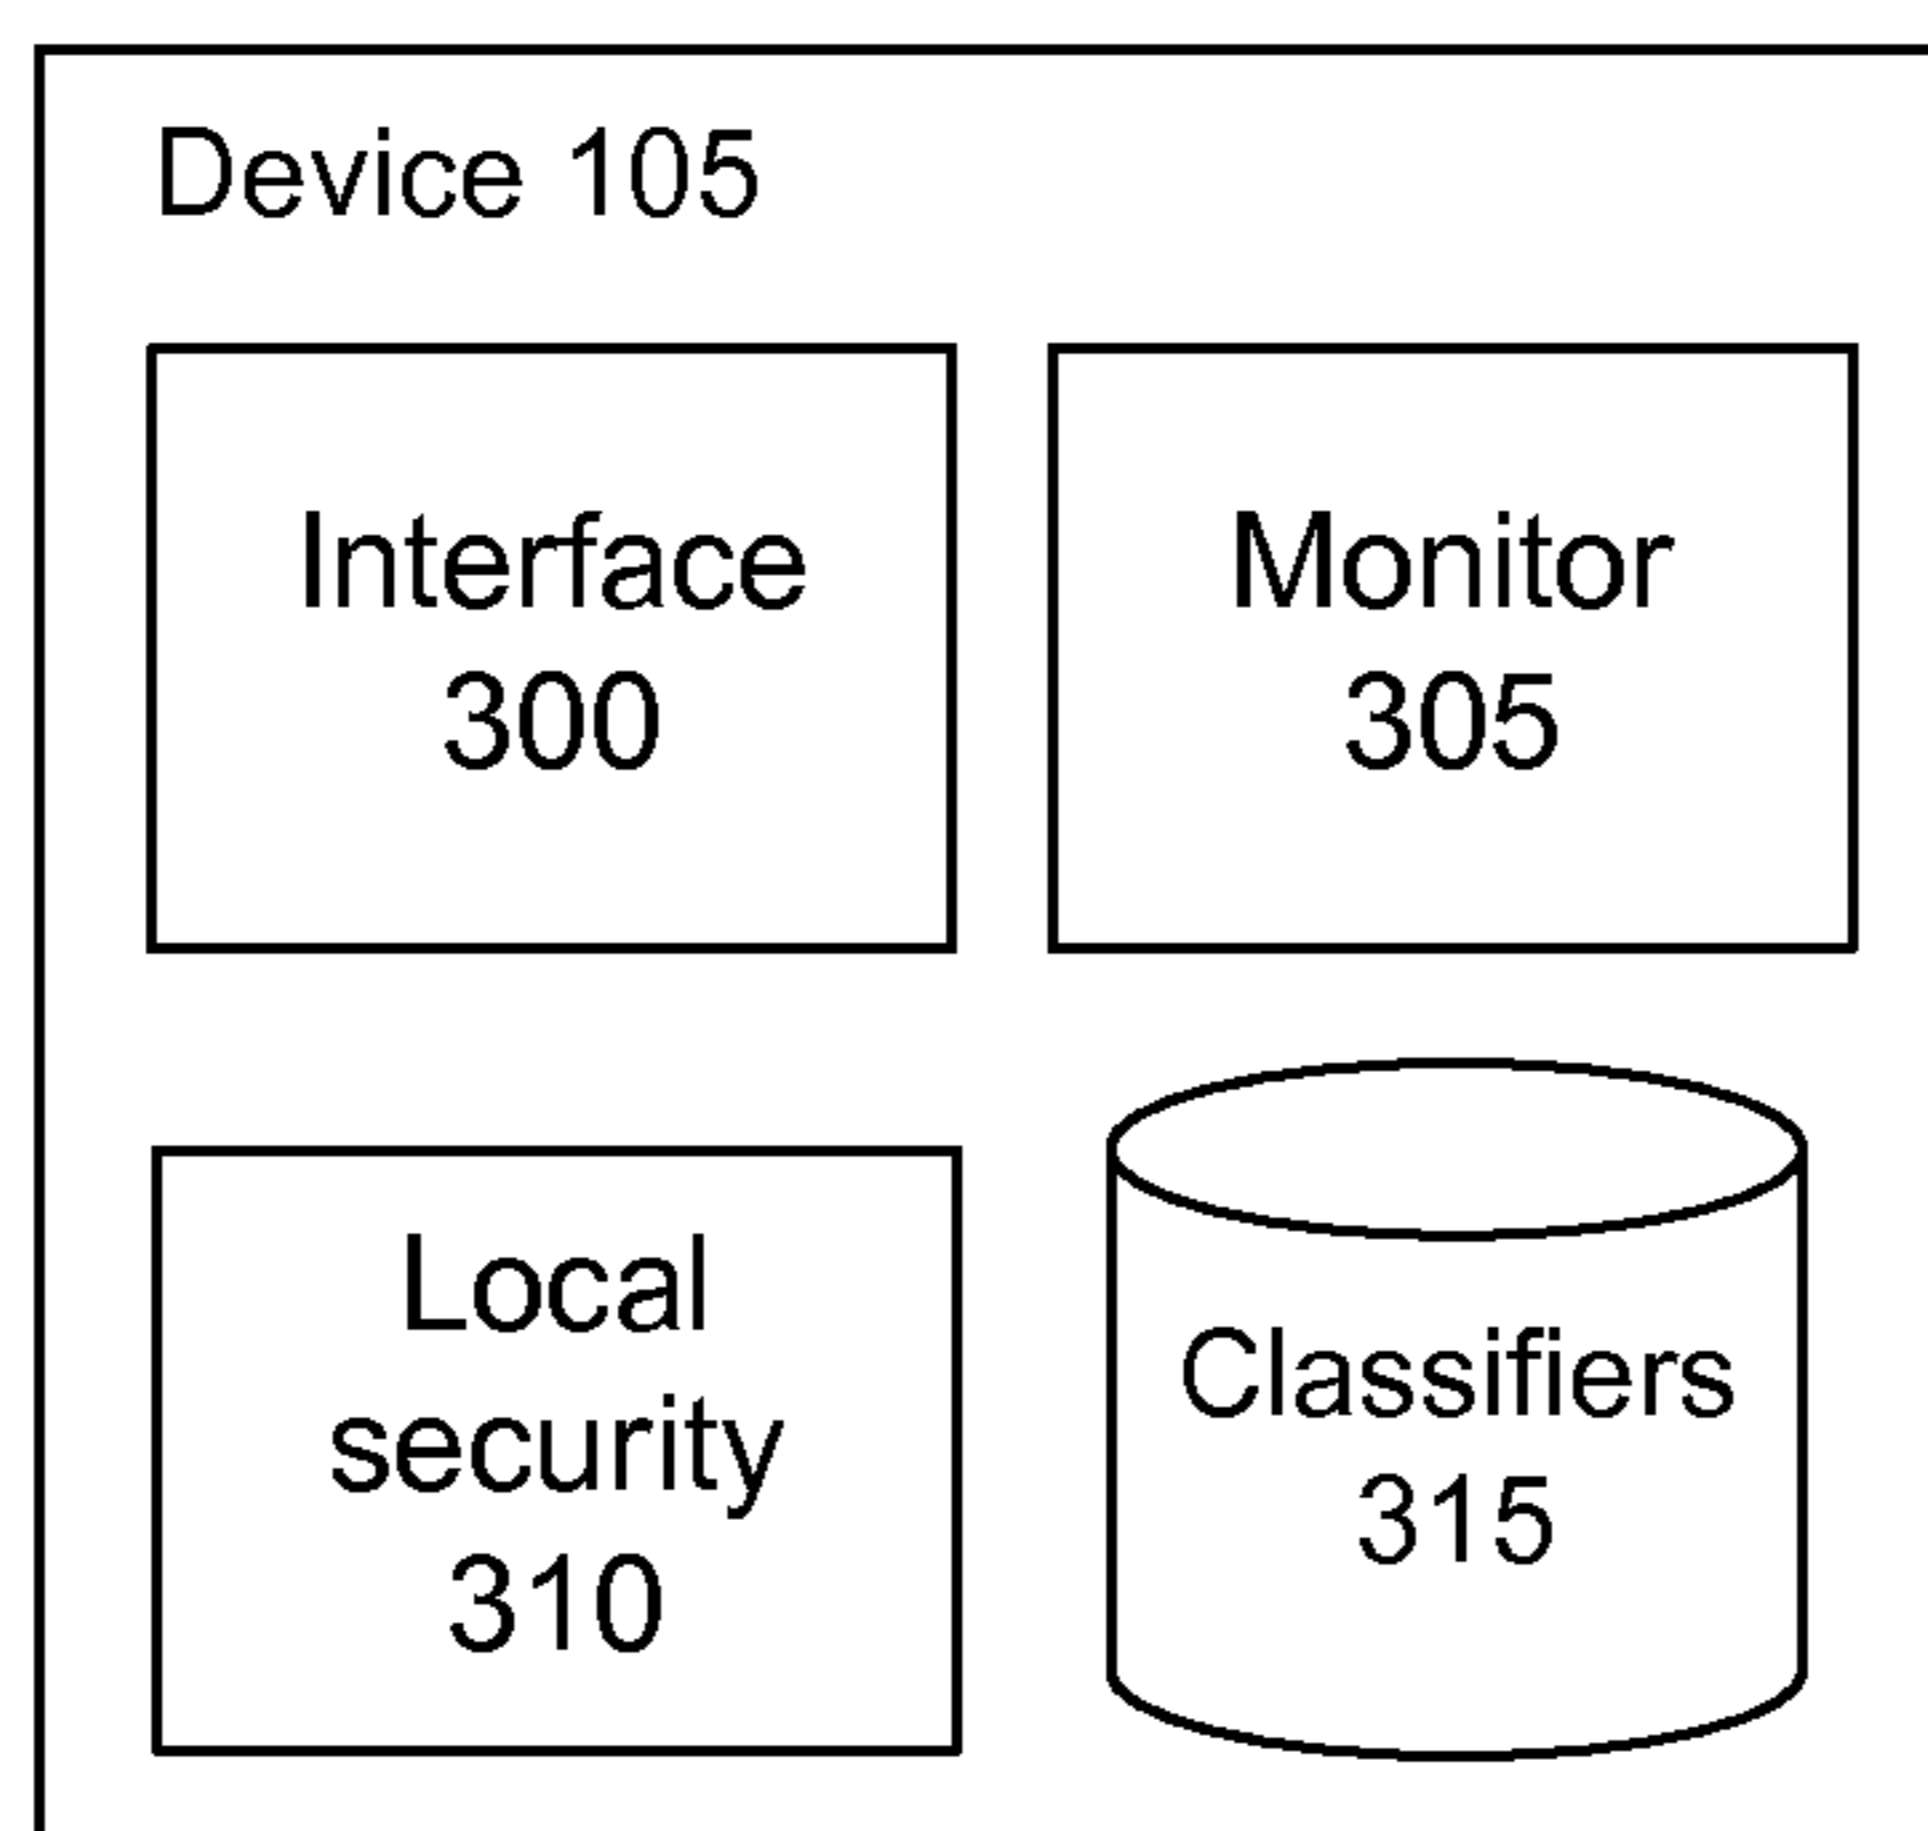 Device 105
Interface
300
Monitor
305
Local
security
310
Classifiers
315